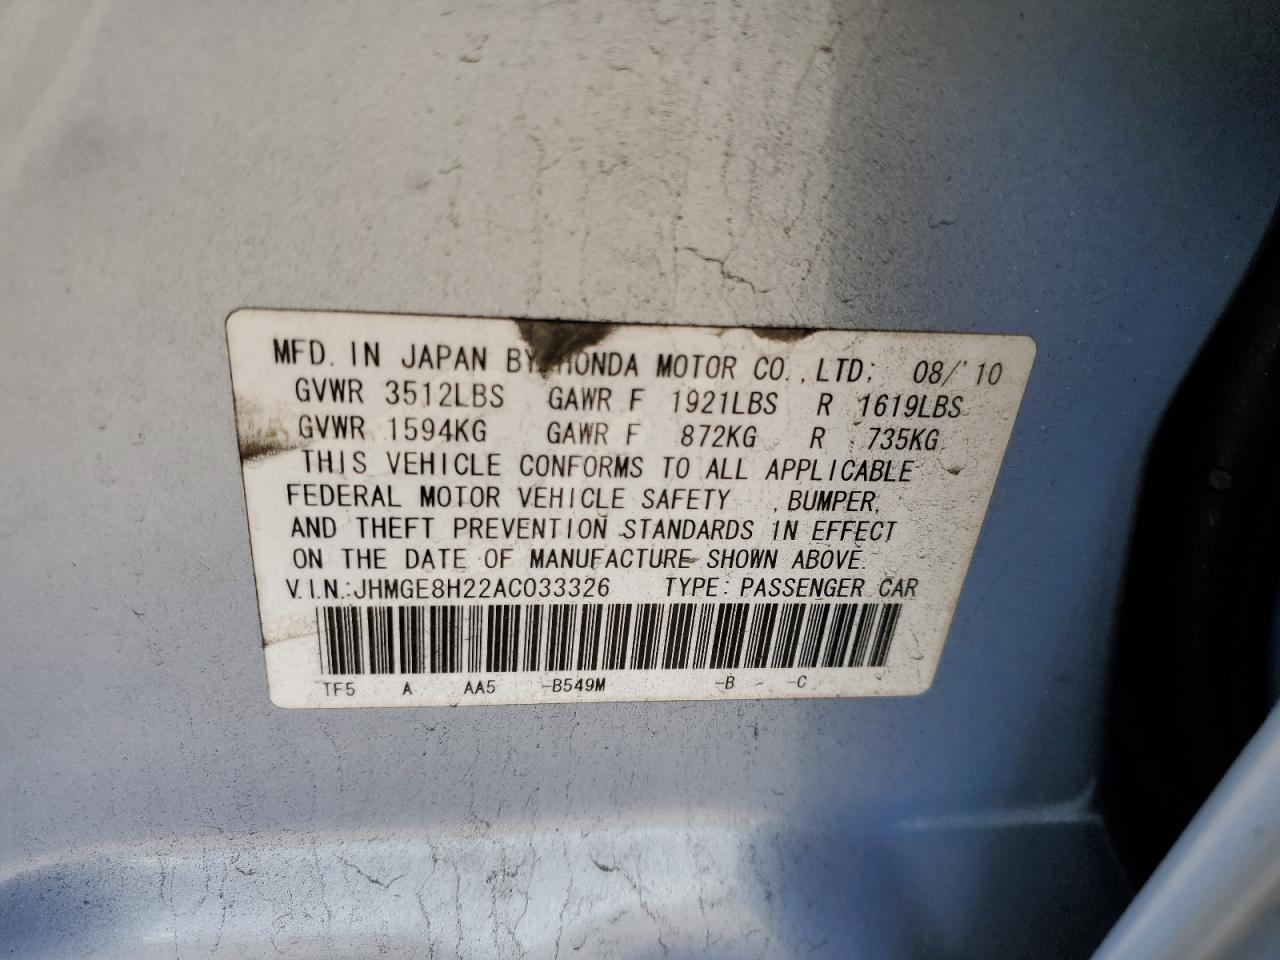 MFD. IN JAPAN BY HONDA MOTOR CO.,LTD; 08/'10
GVWR 3512LBS GAWR F 1921LBS R 1619LBS
GVWR 1594KG GAWR F 872KG R 735KG
THIS VEHICLE CONFORMS TO ALL APPLICABLE
FEDERAL MOTOR VEHICLE SAFETY , BUMPER,
AND THEFT PREVENTION STANDARDS IN EFFECT
ON THE DATE OF MANUFACTURE SHOWN ABOVE.
V.I.N.:JHMGE8H22AC033326 TYPE: PASSENGER CAR
TF5 A AA5 -B549M -B - -C